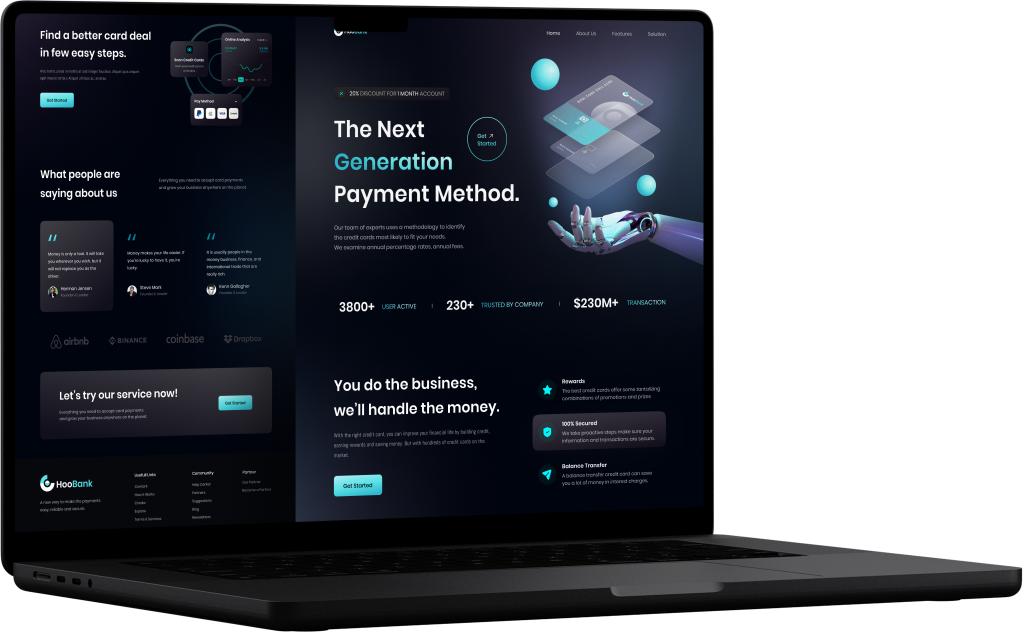 Find a better card deal
in few easy steps.
Get Started
Online Analysis
Scan Credit Cards
Pay Method
VISA
What people are
saying about us
Everything you need to accept card payments
and grow your business anywhere on the planet.
Money is only a tool. It will take
you wherever you wish, but it
will not replace you as the
driver.
Herman Jensen
Founder & Leader
Money makes your life easier. If
you're lucky to have it, you're
lucky.
Steve Mark
Founder & Leader
It is usually people in the
money business, finance, and
international trade that are
really rich.
Kenn Gallagher
Founder & Leader
airbnb
BINANCE
coinbase
Dropbox
Let's try our service now!
Everything you need to accept card payments
and grow your business anywhere on the planet.
Get Started
HooBank
A new way to make the payments
easy, reliable and secure.
Usefull Links
Content
How it Works
Create
Explore
Terms & Services
Community
Help Center
Partners
Suggestions
Blog
Newsletters
Partner
Our Partner
Become a Partner
HooBank
Home
About Us
Features
Solution
20% DISCOUNT FOR 1 MONTH ACCOUNT
The Next
Generation
Payment Method.
Get
Started
HooBank
Our team of experts uses a methodology to identify
the credit cards most likely to fit your needs.
We examine annual percentage rates, annual fees.
3800+ USER ACTIVE
230+ TRUSTED BY COMPANY
$230M+ TRANSACTION
You do the business,
we'll handle the money.
With the right credit card, you can improve your financial life by building credit,
earning rewards and saving money. But with hundreds of credit cards on the
market.
Get Started
Rewards
The best credit cards offer some tantalizing
combinations of promotions and prizes
100% Secured
We take proactive steps make sure your
information and transactions are secure.
Balance Transfer
A balance transfer credit card can save
you a lot of money in interest charges.